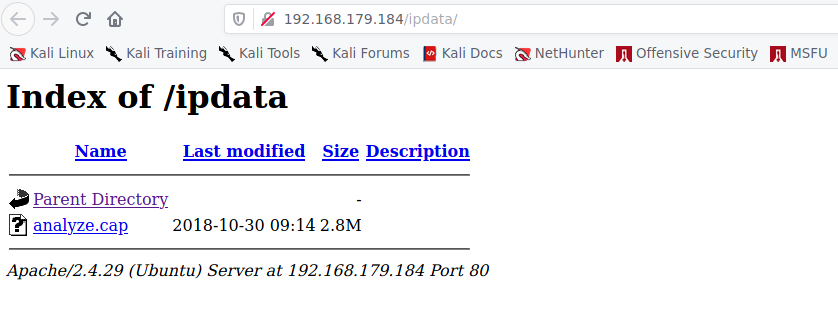 192.168.179.184/ipdata/
Kali Linux Kali Training Kali Tools Kali Forums Kali Docs NetHunter Offensive Security MSFU
Index of /ipdata
Name Last modified Size Description
Parent Directory -
analyze.cap 2018-10-30 09:14 2.8M
Apache/2.4.29 (Ubuntu) Server at 192.168.179.184 Port 80